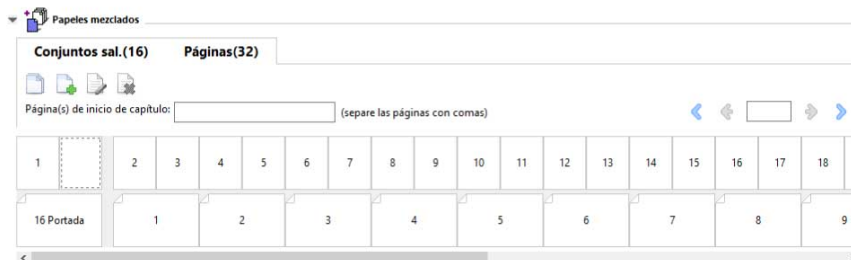 Papeles mezclados
Conjuntos sal.(16) Páginas(32)
Página(s) de inicio de capítulo: (separe las páginas con comas)
1 2 3 4 5 6 7 8 9 10 11 12 13 14 15 16 17 18
16 Portada 1 2 3 4 5 6 7 8 9